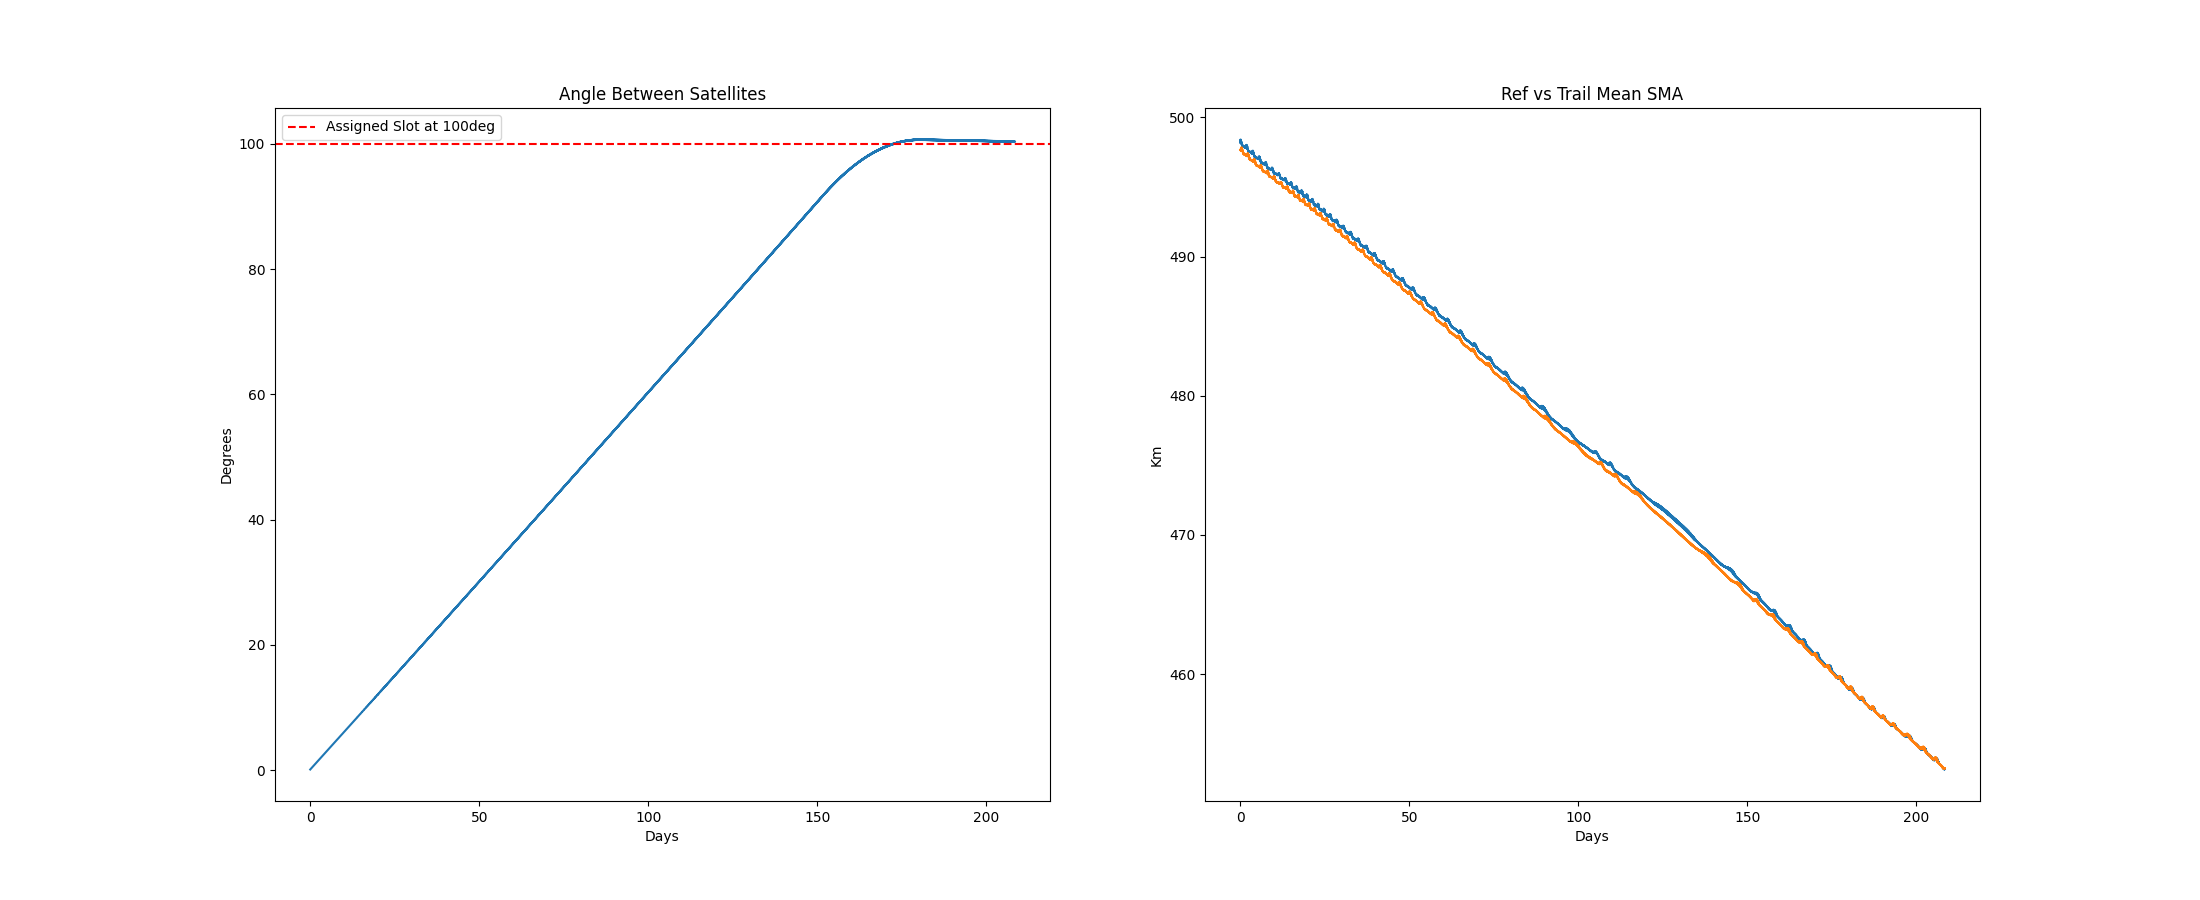 Angle Between Satellites
Assigned Slot at 100deg
100
80
60
40
20
0
Degrees
0 50 100 150 200
Days
Ref vs Trail Mean SMA
500
490
480
470
460
Km
0 50 100 150 200
Days